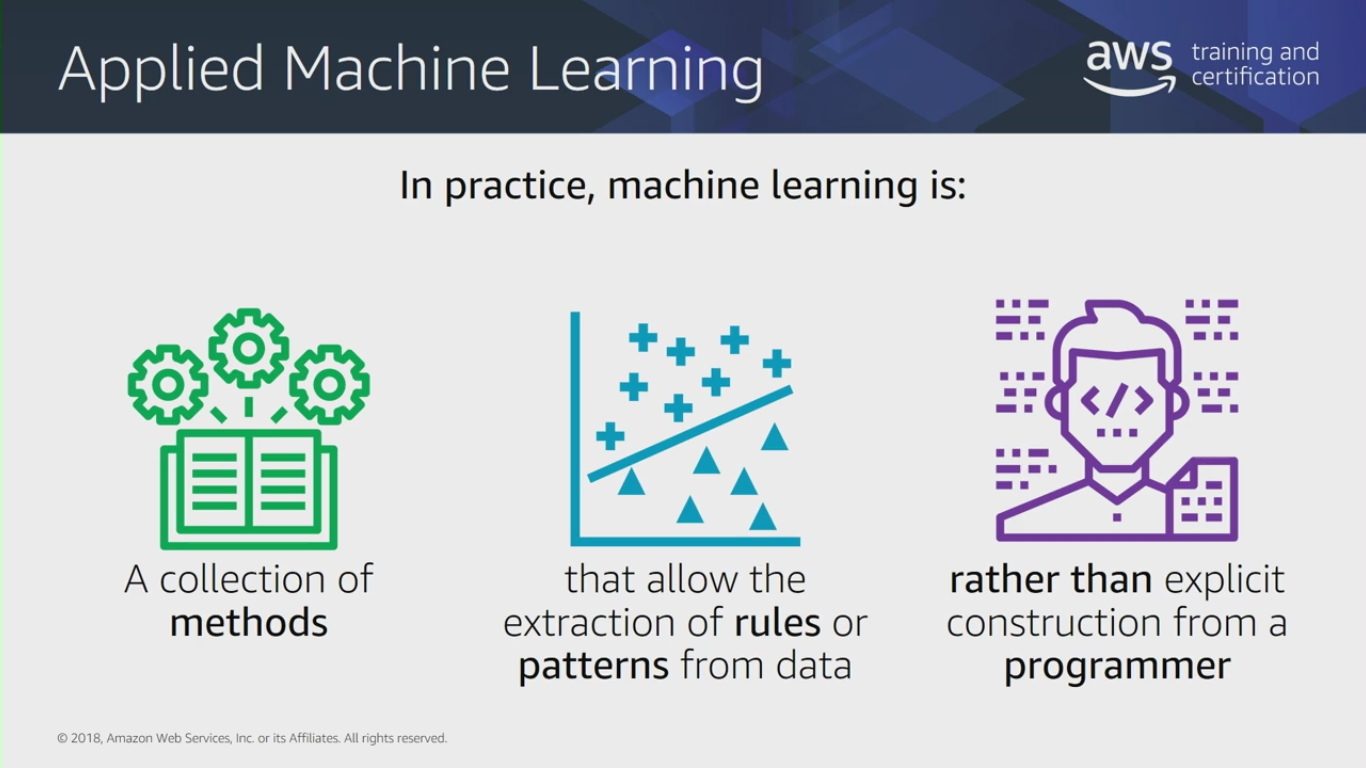 Applied Machine Learning
aws training and
certification
In practice, machine learning is:
</>
A collection of
methods
that allow the
extraction of rules or
patterns from data
rather than explicit
construction from a
programmer
© 2018, Amazon Web Services, Inc. or its Affiliates. All rights reserved.